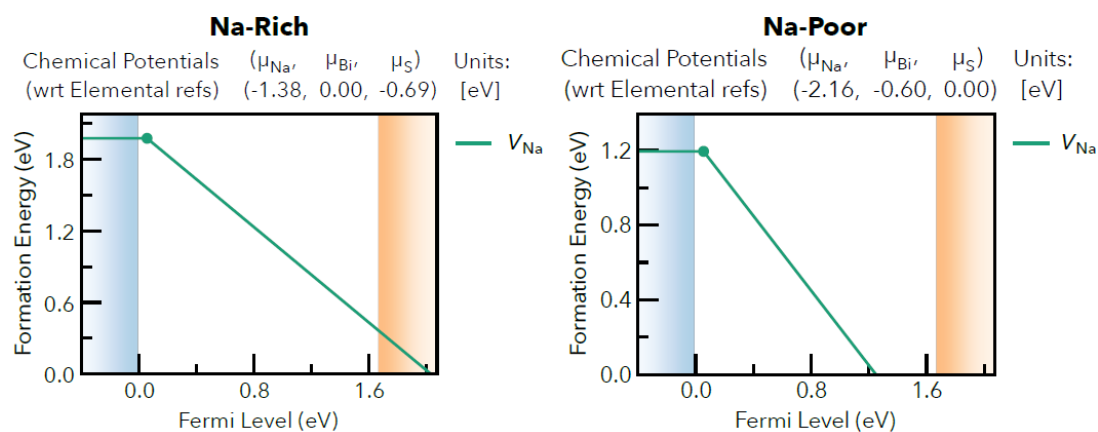 Na-Rich
Chemical Potentials (μNa, μBi, μS) Units:
(wrt Elemental refs) (-1.38, 0.00, -0.69) [eV]
Formation Energy (eV)
1.8
1.2
0.6
0.0
0.0 0.8 1.6
Fermi Level (eV)
VNa
Na-Poor
Chemical Potentials (μNa, μBi, μS) Units:
(wrt Elemental refs) (-2.16, -0.60, 0.00) [eV]
Formation Energy (eV)
1.2
0.8
0.4
0.0
0.0 0.8 1.6
Fermi Level (eV)
VNa